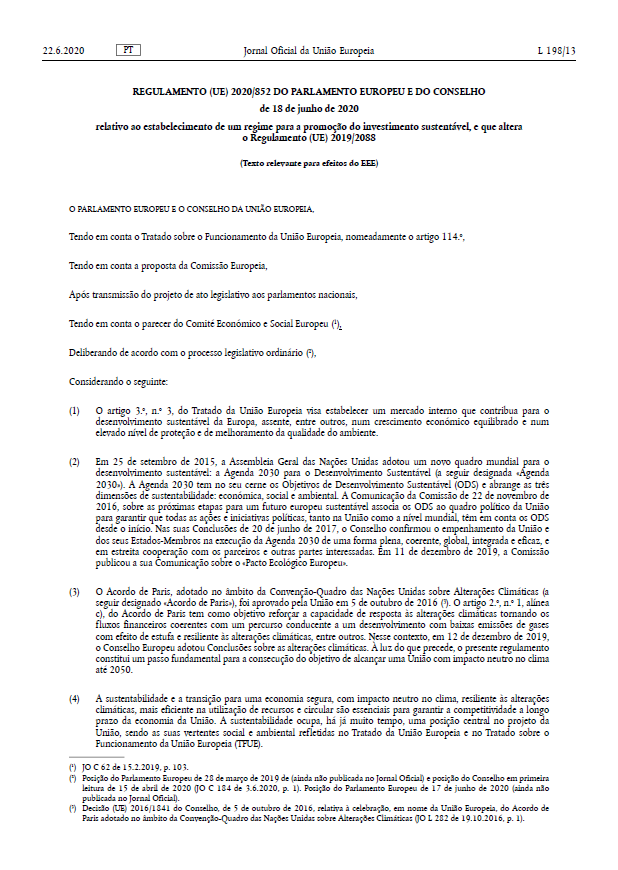 22.6.2020
PT
Jornal Oficial da União Europeia
L 198/13
REGULAMENTO (UE) 2020/852 DO PARLAMENTO EUROPEU E DO CONSELHO
de 18 de junho de 2020
relativo ao estabelecimento de um regime para a promoção do investimento sustentável, e que altera
o Regulamento (UE) 2019/2088
(Texto relevante para efeitos do EEE)
O PARLAMENTO EUROPEU E O CONSELHO DA UNIÃO EUROPEIA,
Tendo em conta o Tratado sobre o Funcionamento da União Europeia, nomeadamente o artigo 114.º,
Tendo em conta a proposta da Comissão Europeia,
Após transmissão do projeto de ato legislativo aos parlamentos nacionais,
Tendo em conta o parecer do Comité Económico e Social Europeu (¹),
Deliberando de acordo com o processo legislativo ordinário (²),
Considerando o seguinte:
(1) O artigo 3.º, n.º 3, do Tratado da União Europeia visa estabelecer um mercado interno que contribua para o
desenvolvimento sustentável da Europa, assente, entre outros, num crescimento económico equilibrado e num
elevado nível de proteção e de melhoramento da qualidade do ambiente.
(2) Em 25 de setembro de 2015, a Assembleia Geral das Nações Unidas adotou um novo quadro mundial para o
desenvolvimento sustentável: a Agenda 2030 para o Desenvolvimento Sustentável (a seguir designada «Agenda
2030»). A Agenda 2030 tem no seu cerne os Objetivos de Desenvolvimento Sustentável (ODS) e abrange as três
dimensões de sustentabilidade: económica, social e ambiental. A Comunicação da Comissão de 22 de novembro de
2016, sobre as próximas etapas para um futuro europeu sustentável associa os ODS ao quadro político da União
para garantir que todas as ações e iniciativas políticas, tanto na União como a nível mundial, têm em conta os ODS
desde o início. Nas suas Conclusões de 20 de junho de 2017, o Conselho confirmou o empenhamento da União e
dos seus Estados-Membros na execução da Agenda 2030 de uma forma plena, coerente, global, integrada e eficaz, e
em estreita cooperação com os parceiros e outras partes interessadas. Em 11 de dezembro de 2019, a Comissão
publicou a sua Comunicação sobre o «Pacto Ecológico Europeu».
(3) O Acordo de Paris, adotado no âmbito da Convenção-Quadro das Nações Unidas sobre Alterações Climáticas (a
seguir designado «Acordo de Paris»), foi aprovado pela União em 5 de outubro de 2016 (³). O artigo 2.º, n.º 1, alínea
c), do Acordo de Paris tem como objetivo reforçar a capacidade de resposta às alterações climáticas tornando os
fluxos financeiros coerentes com um percurso conducente a um desenvolvimento com baixas emissões de gases
com efeito de estufa e resiliente às alterações climáticas, entre outros. Nesse contexto, em 12 de dezembro de 2019,
o Conselho Europeu adotou Conclusões sobre as alterações climáticas. À luz do que precede, o presente regulamento
constitui um passo fundamental para a consecução do objetivo de alcançar uma União com impacto neutro no clima
até 2050.
(4) A sustentabilidade e a transição para uma economia segura, com impacto neutro no clima, resiliente às alterações
climáticas, mais eficiente na utilização de recursos e circular são essenciais para garantir a competitividade a longo
prazo da economia da União. A sustentabilidade ocupa, há já muito tempo, uma posição central no projeto da
União, sendo as suas vertentes social e ambiental refletidas no Tratado da União Europeia e no Tratado sobre o
Funcionamento da União Europeia (TFUE).
(¹) JO C 62 de 15.2.2019, p. 103.
(²) Posição do Parlamento Europeu de 28 de março de 2019 de (ainda não publicada no Jornal Oficial) e posição do Conselho em primeira
leitura de 15 de abril de 2020 (JO C 184 de 3.6.2020, p. 1). Posição do Parlamento Europeu de 17 de junho de 2020 (ainda não
publicada no Jornal Oficial).
(³) Decisão (UE) 2016/1841 do Conselho, de 5 de outubro de 2016, relativa à celebração, em nome da União Europeia, do Acordo de
Paris adotado no âmbito da Convenção-Quadro das Nações Unidas sobre Alterações Climáticas (JO L 282 de 19.10.2016, p. 1).